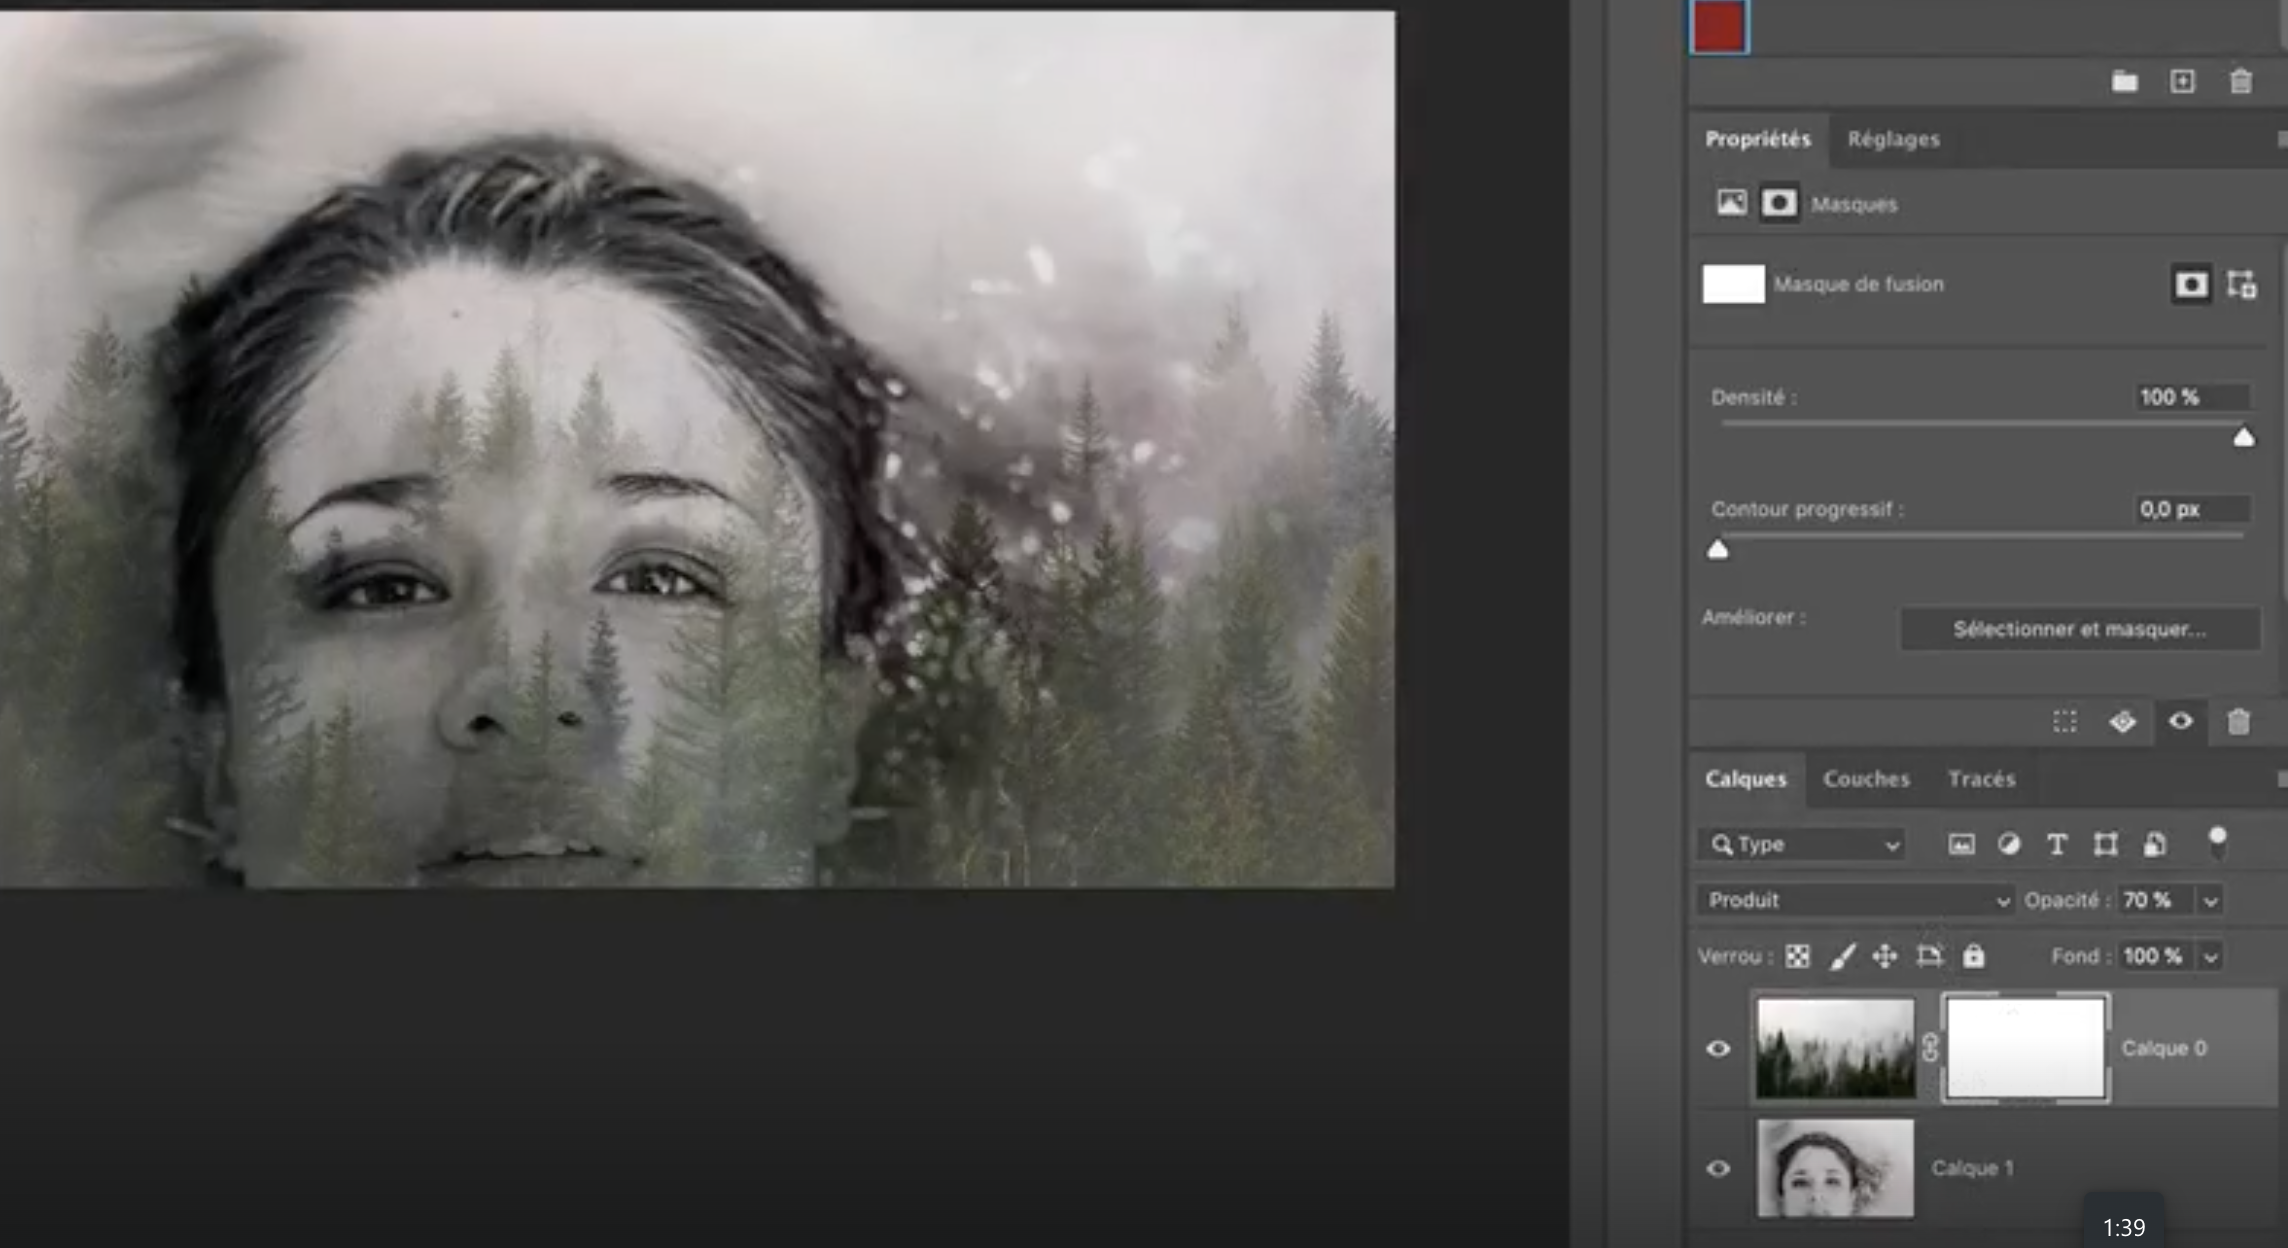 Propriétés Réglages
Masques
Masque de fusion
Densité : 100 %
Contour progressif : 0,0 px
Améliorer : Sélectionner et masquer...
Calques Couches Tracés
Type
Produit Opacité : 70 %
Verrou : Fond : 100 %
Calque 0
Calque 1
1:39